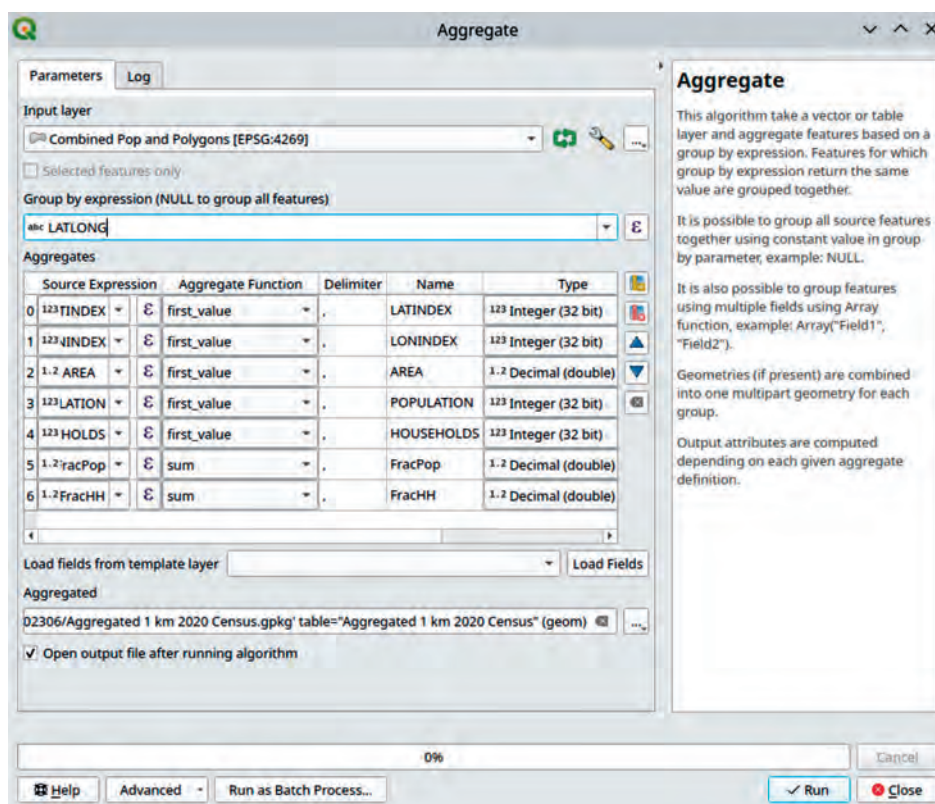 Aggregate
Parameters Log
Input layer
Combined Pop and Polygons [EPSG:4269]
...
Selected features only
Group by expression (NULL to group all features)
abc LATLONG
ε
Aggregates
Source Expression Aggregate Function Delimiter Name Type
0 123 TINDEX ε first_value , LATINDEX 123 Integer (32 bit)
1 123 NINDEX ε first_value , LONINDEX 123 Integer (32 bit)
2 1.2 AREA ε first_value , AREA 1.2 Decimal (double)
3 123 LATION ε first_value , POPULATION 123 Integer (32 bit)
4 123 HOLDS ε first_value , HOUSEHOLDS 123 Integer (32 bit)
5 1.2 racPop ε sum , FracPop 1.2 Decimal (double)
6 1.2 FracHH ε sum , FracHH 1.2 Decimal (double)
Load fields from template layer Load Fields
Aggregated
02306/Aggregated 1 km 2020 Census.gpkg' table="Aggregated 1 km 2020 Census" (geom)
...
Open output file after running algorithm
Aggregate
This algorithm take a vector or table
layer and aggregate features based on a
group by expression. Features for which
group by expression return the same
value are grouped together.
It is possible to group all source features
together using constant value in group
by parameter, example: NULL.
It is also possible to group features
using multiple fields using Array
function, example: Array("Field1",
"Field2").
Geometries (if present) are combined
into one multipart geometry for each
group.
Output attributes are computed
depending on each given aggregate
definition.
0%
Cancel
Help Advanced Run as Batch Process... Run Close